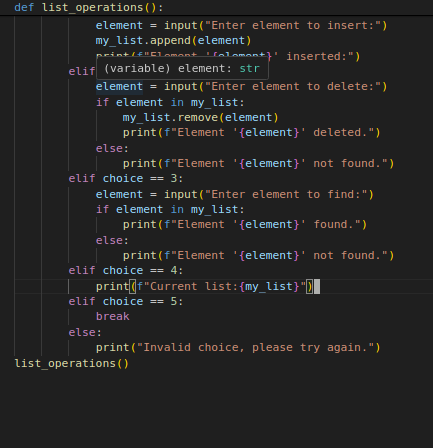 def list_operations():
            element = input("Enter element to insert:")
            my_list.append(element)
            print(f"Element '{element}' inserted:")
        elif
(variable) element: str
            element = input("Enter element to delete:")
            if element in my_list:
                my_list.remove(element)
                print(f"Element '{element}' deleted.")
            else:
                print(f"Element '{element}' not found.")
        elif choice == 3:
            element = input("Enter element to find:")
            if element in my_list:
                print(f"Element '{element}' found.")
            else:
                print(f"Element '{element}' not found.")
        elif choice == 4:
            print(f"Current list:{my_list}")
        elif choice == 5:
            break
        else:
            print("Invalid choice, please try again.")
list_operations()